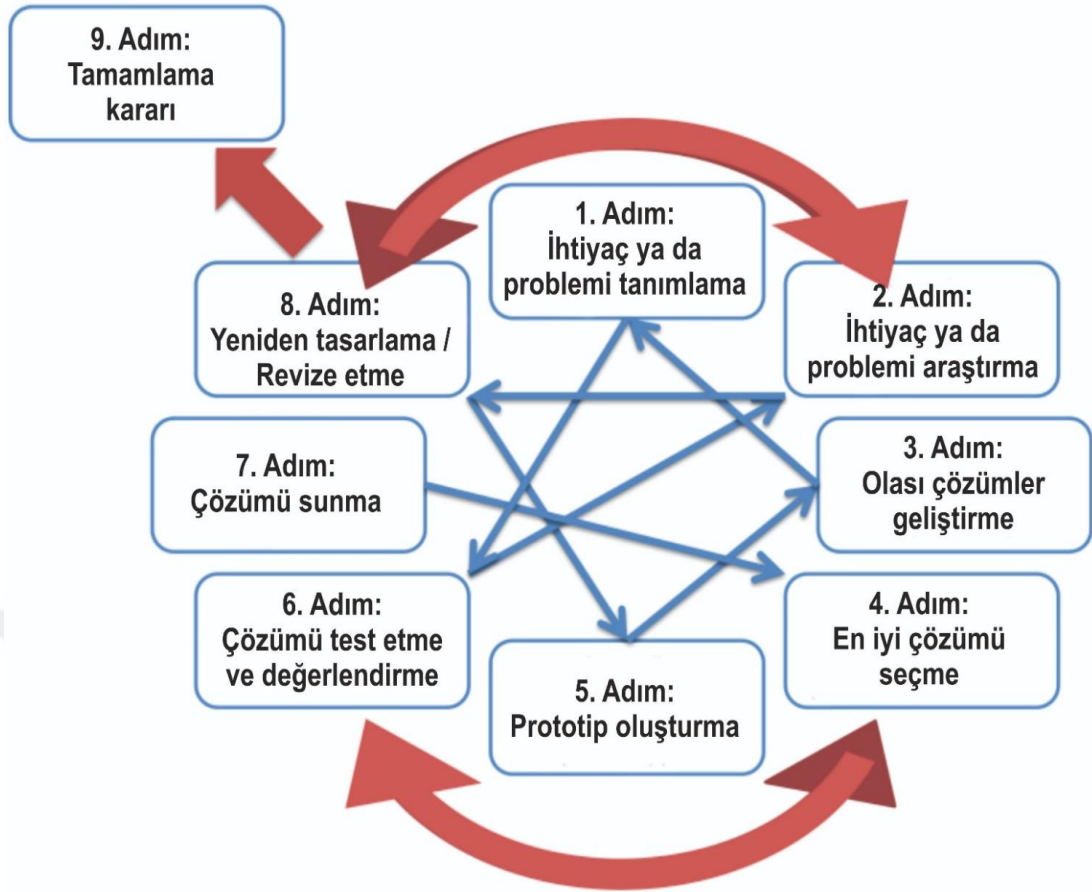 9. Adım:
Tamamlama
kararı
1. Adım:
İhtiyaç ya da
problemi tanımlama
2. Adım:
İhtiyaç ya da
problemi araştırma
3. Adım:
Olası çözümler
geliştirme
4. Adım:
En iyi çözümü
seçme
5. Adım:
Prototip oluşturma
6. Adım:
Çözümü test etme
ve değerlendirme
7. Adım:
Çözümü sunma
8. Adım:
Yeniden tasarlama /
Revize etme